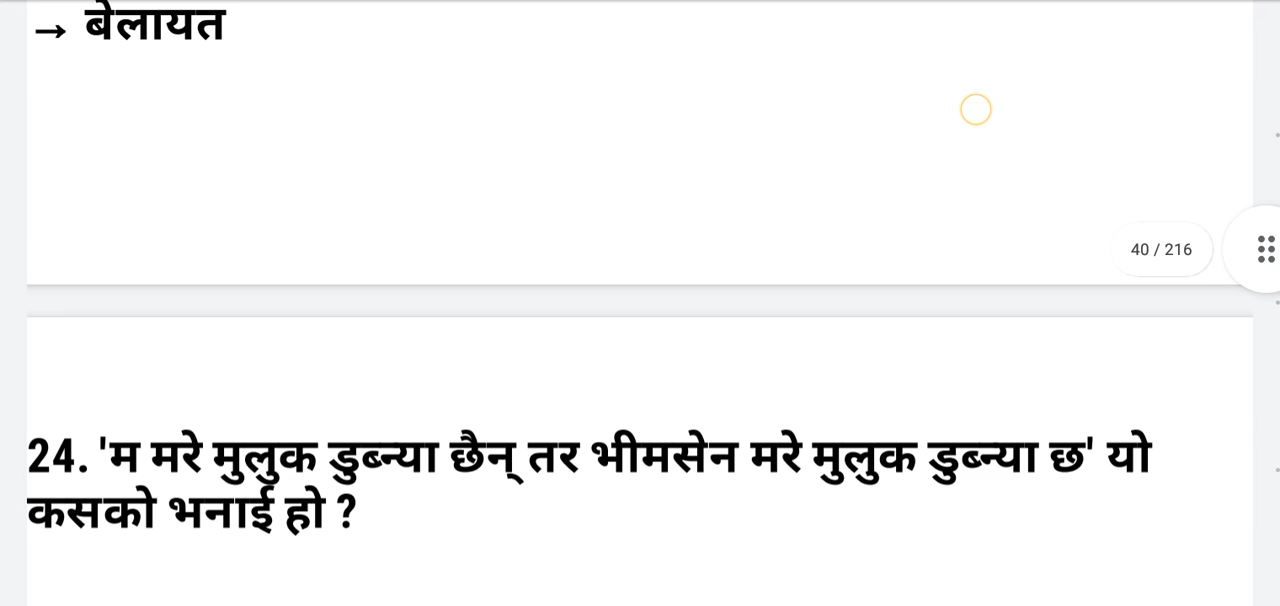 → बेलायत
40 / 216
24. 'म मरे मुलुक डुब्न्या छैन् तर भीमसेन मरे मुलुक डुब्न्या छ' यो
कसको भनाई हो ?